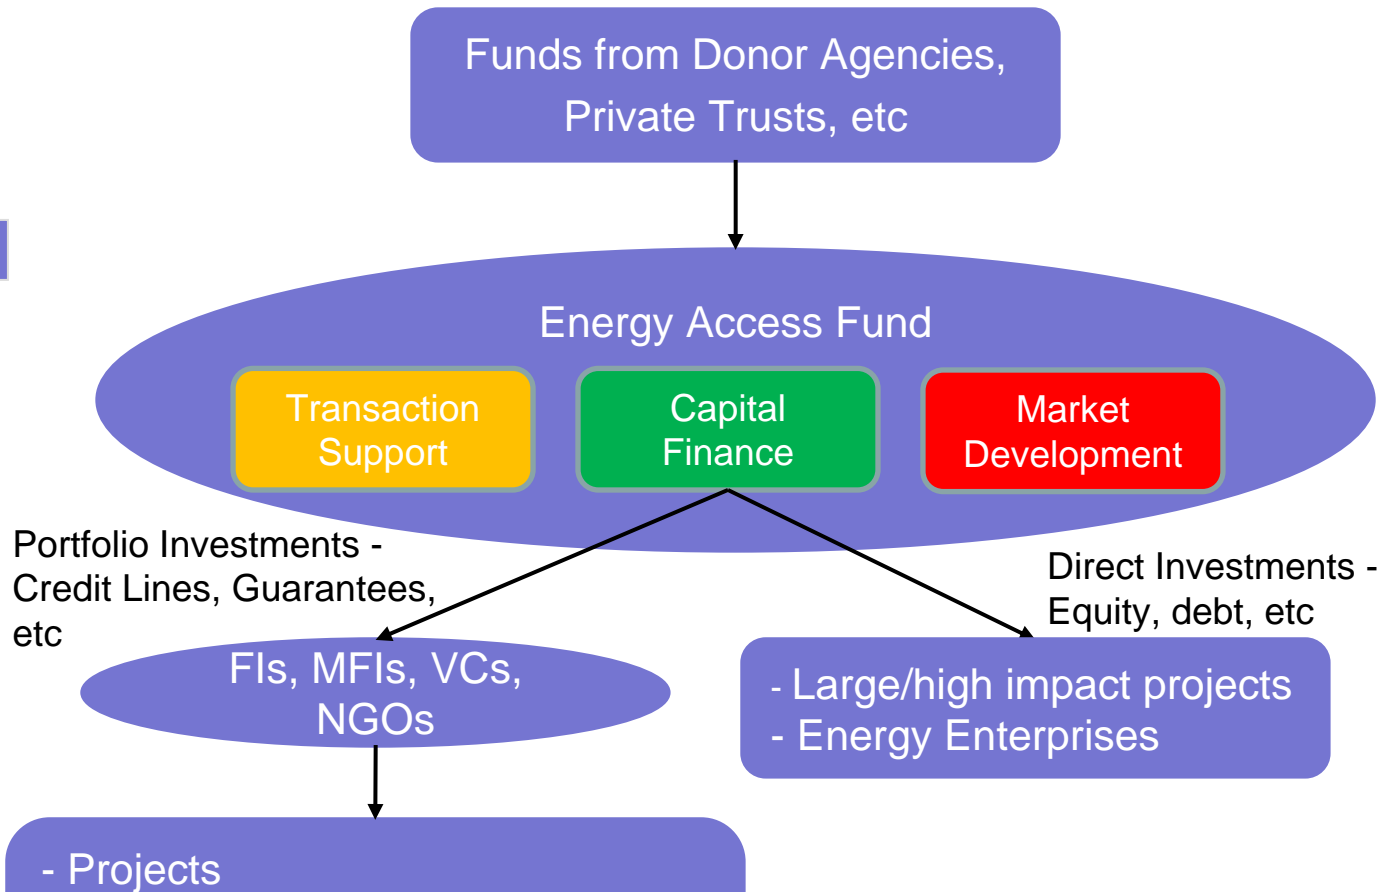 Funds from Donor Agencies,
Private Trusts, etc
Energy Access Fund
Transaction
Support
Capital
Finance
Market
Development
Portfolio Investments -
Credit Lines, Guarantees,
etc
Direct Investments -
Equity, debt, etc
FIs, MFIs, VCs,
NGOs
- Large/high impact projects
- Energy Enterprises
- Projects